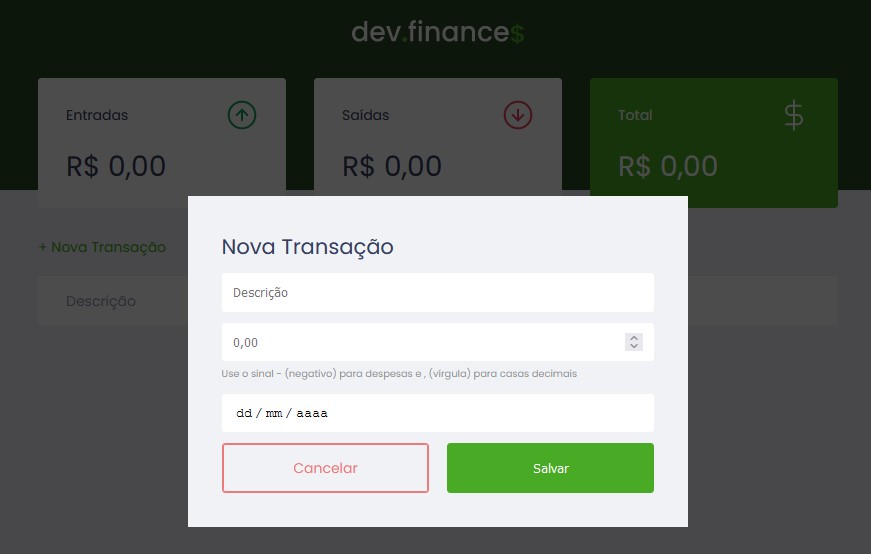 dev.finance$
Entradas
Saídas
Total
R$ 0,00
R$ 0,00
R$ 0,00
+ Nova Transação
Descrição
Nova Transação
Descrição
0,00
Use o sinal - (negativo) para despesas e , (vírgula) para casas decimais
dd / mm / aaaa
Cancelar
Salvar